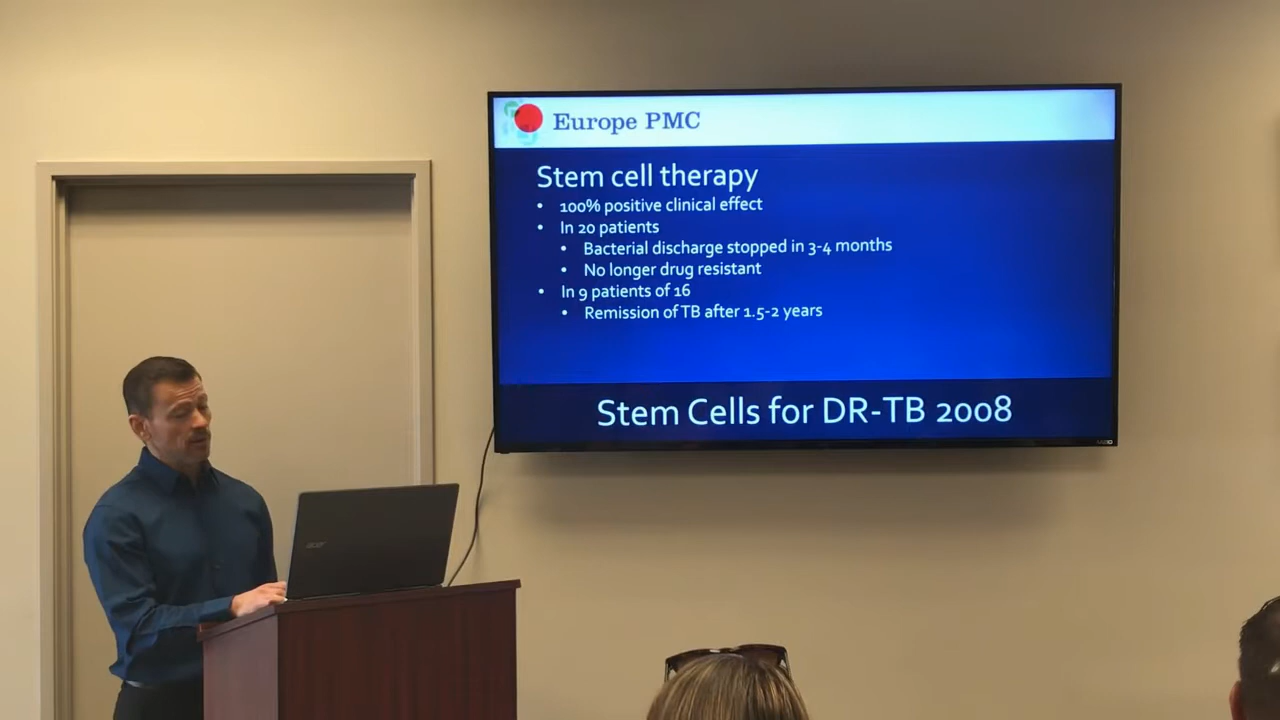 Europe PMC
Stem cell therapy
• 100% positive clinical effect
• In 20 patients
• Bacterial discharge stopped in 3-4 months
• No longer drug resistant
• In 9 patients of 16
• Remission of TB after 1.5-2 years
Stem Cells for DR-TB 2008
VIZIO
acer